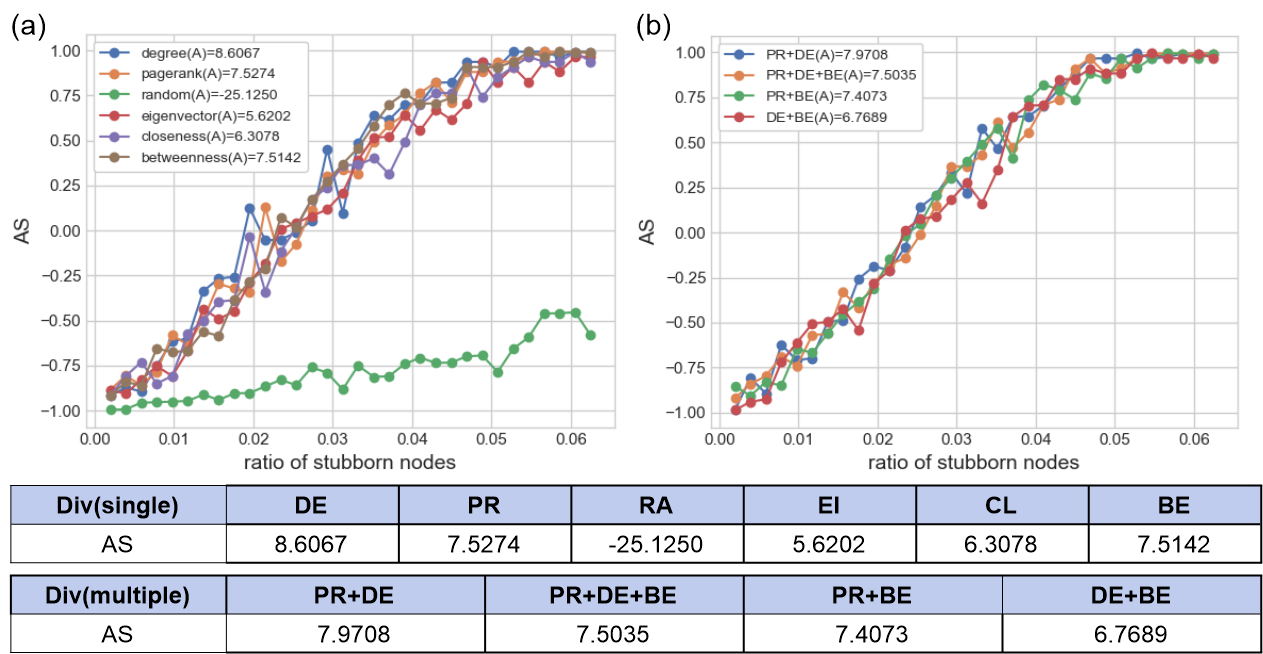 (a)
degree(A)=8.6067
pagerank(A)=7.5274
random(A)=-25.1250
eigenvector(A)=5.6202
closeness(A)=6.3078
betweenness(A)=7.5142
AS
1.00
0.75
0.50
0.25
0.00
−0.25
−0.50
−0.75
−1.00
0.00 0.01 0.02 0.03 0.04 0.05 0.06
ratio of stubborn nodes
(b)
PR+DE(A)=7.9708
PR+DE+BE(A)=7.5035
PR+BE(A)=7.4073
DE+BE(A)=6.7689
AS
1.00
0.75
0.50
0.25
0.00
−0.25
−0.50
−0.75
−1.00
0.00 0.01 0.02 0.03 0.04 0.05 0.06
ratio of stubborn nodes
Div(single) DE PR RA EI CL BE
AS 8.6067 7.5274 -25.1250 5.6202 6.3078 7.5142
Div(multiple) PR+DE PR+DE+BE PR+BE DE+BE
AS 7.9708 7.5035 7.4073 6.7689